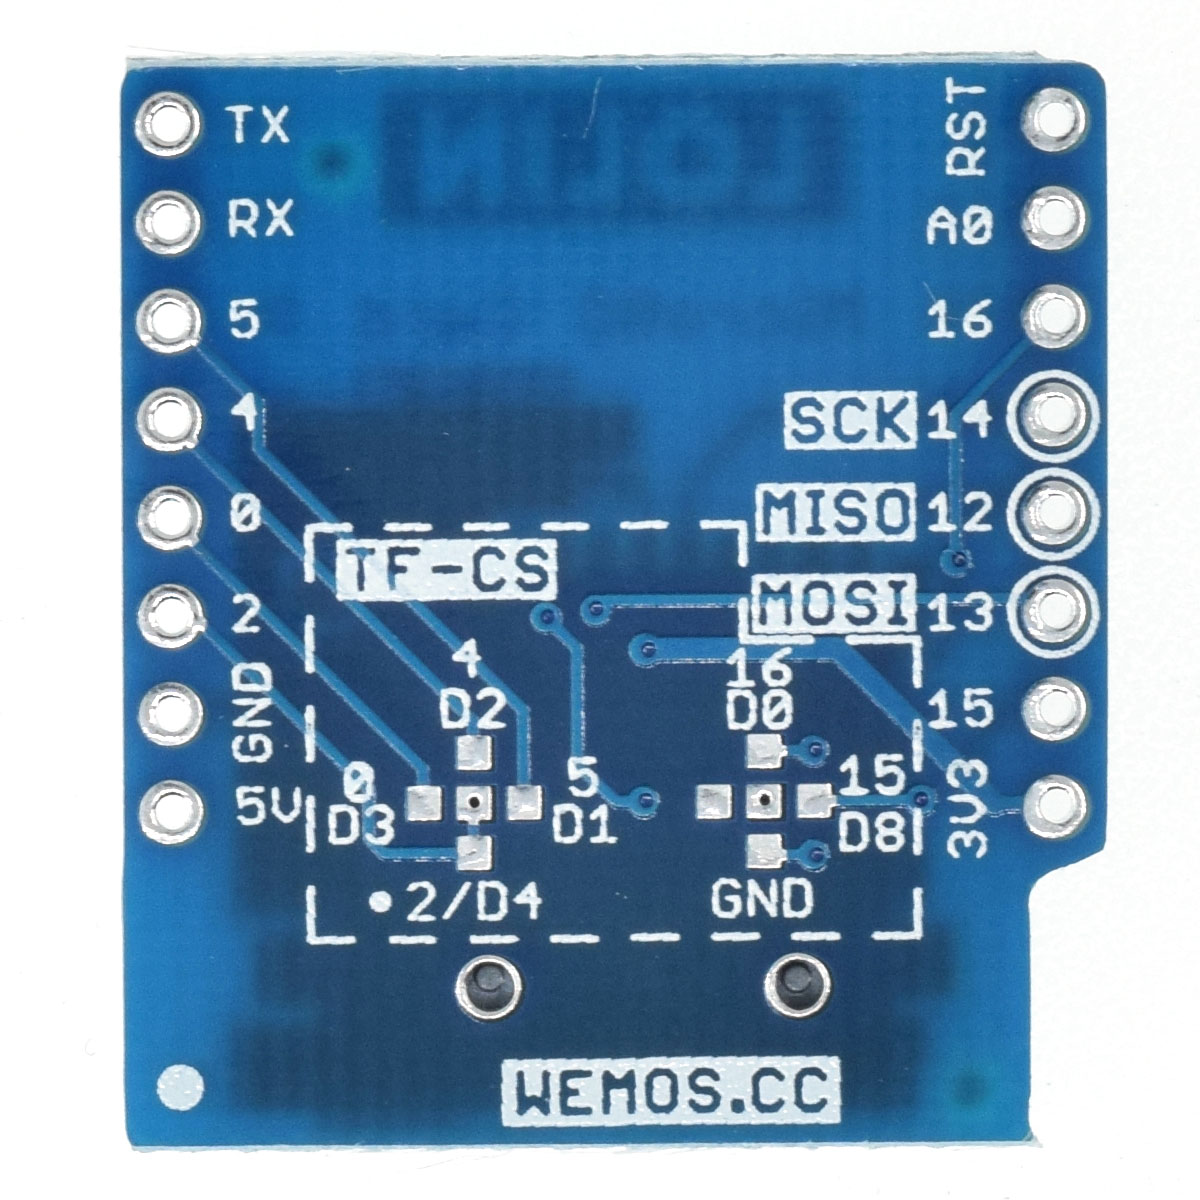 TX
RX
5
4
0
2
GND
5V
RST
A0
16
SCK 14
MISO 12
MOSI 13
15
3V3
TF-CS
4
D2
16
D0
0
D3
5
D1
15
D8
2/D4
GND
WEMOS.CC